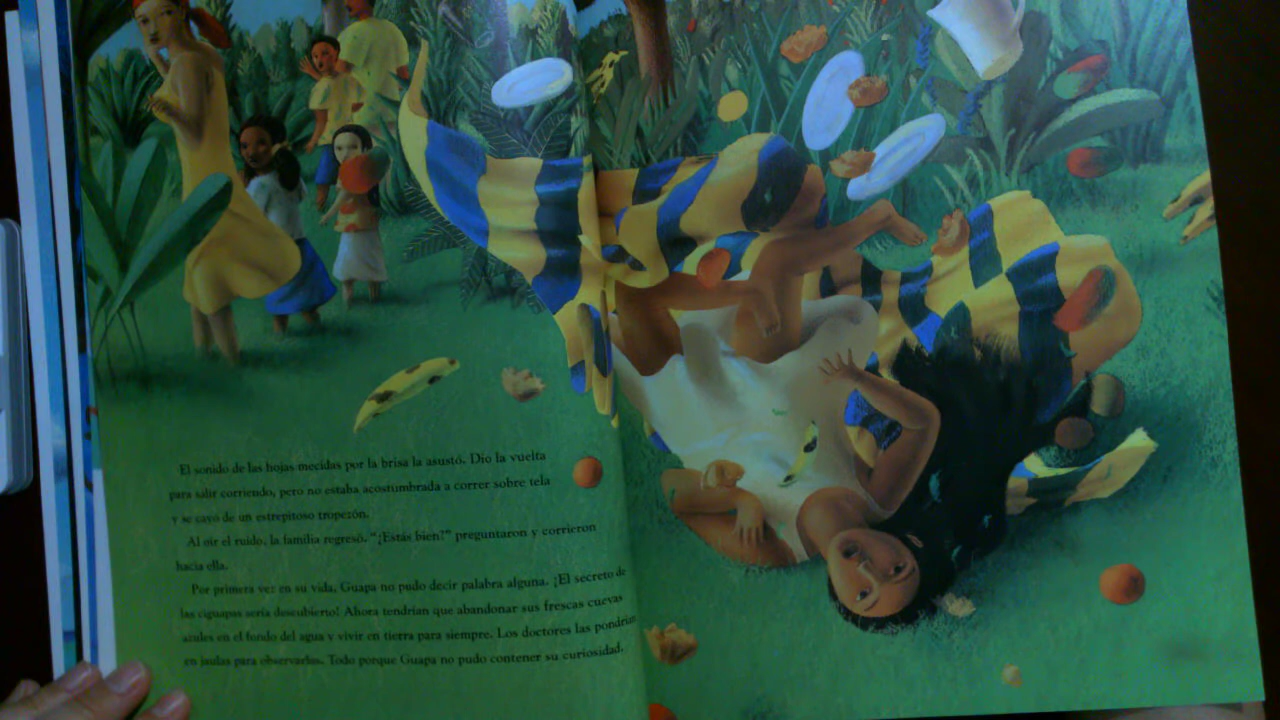 El sonido de las hojas mecidas por la brisa la asustó. Dio la vuelta
para salir corriendo, pero no estaba acostumbrada a correr sobre tela
y se cayó de un estrepitoso tropezón.
Al oír el ruido, la familia regresó. “¿Estás bien?” preguntaron y corrieron
hacia ella.
Por primera vez en su vida, Guapa no pudo decir palabra alguna. ¡El secreto de
las ciguapas sería descubierto! Ahora tendrían que abandonar sus frescas cuevas
azules en el fondo del agua y vivir en tierra para siempre. Los doctores las pondrían
en jaulas para observarlas. Todo porque Guapa no pudo contener su curiosidad.